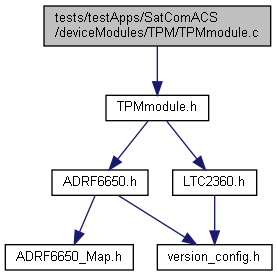 tests/testApps/SatComACS
/deviceModules/TPM/TPMmodule.c
TPMmodule.h
ADRF6650.h
LTC2360.h
ADRF6650_Map.h
version_config.h